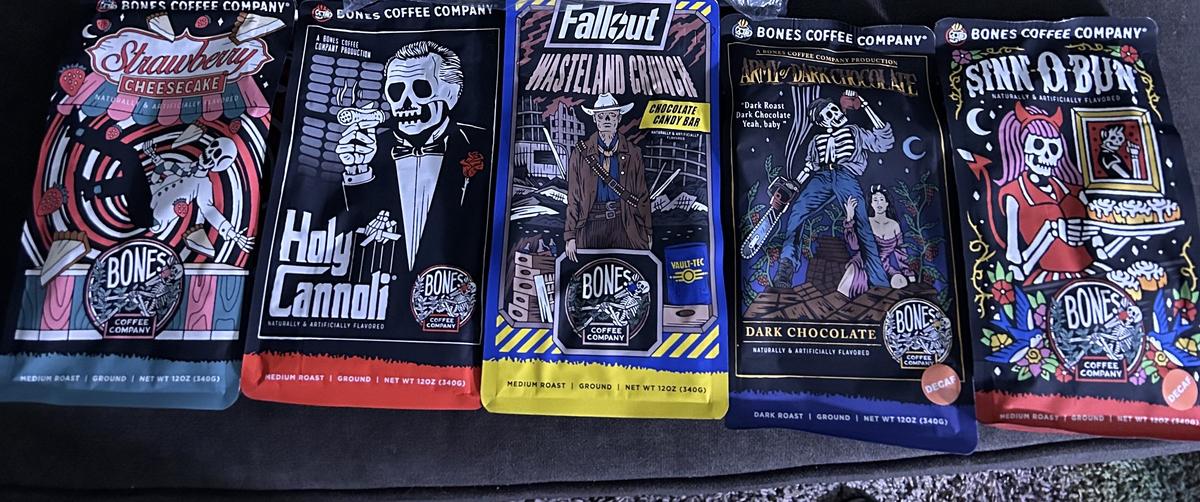 BONES COFFEE COMPANY®
Strawberry
CHEESECAKE
NATURALLY & ARTIFICIALLY FLAVORED
BONES
COFFEE
COMPANY
MEDIUM ROAST | GROUND | NET WT 12OZ (340G)
BONES COFFEE COMPANY
A BONES COFFEE
COMPANY PRODUCTION
Holy
Cannoli®
NATURALLY & ARTIFICIALLY FLAVORED
BONES
COFFEE
COMPANY
MEDIUM ROAST | GROUND | NET WT 12OZ (340G)
Fallout
WASTELAND CRUNCH
CHOCOLATE
CANDY BAR
NATURALLY & ARTIFICIALLY
FLAVORED
VAULT-TEC
BONES
COFFEE
COMPANY
MEDIUM ROAST | GROUND | NET WT 12OZ (340G)
BONES COFFEE COMPANY®
A BONES COFFEE COMPANY PRODUCTION
ARMY of DARK CHOCOLATE
"Dark Roast
Dark Chocolate
Yeah, baby"
DARK CHOCOLATE
NATURALLY & ARTIFICIALLY FLAVORED
BONES
COFFEE
COMPANY
DECAF
DARK ROAST | GROUND | NET WT 12OZ (340G)
BONES COFFEE COMPANY®
SINN-O-BUN
NATURALLY & ARTIFICIALLY FLAVORED
BONES
COFFEE
COMPANY
DECAF
MEDIUM ROAST | GROUND | NET WT 12OZ (340G)